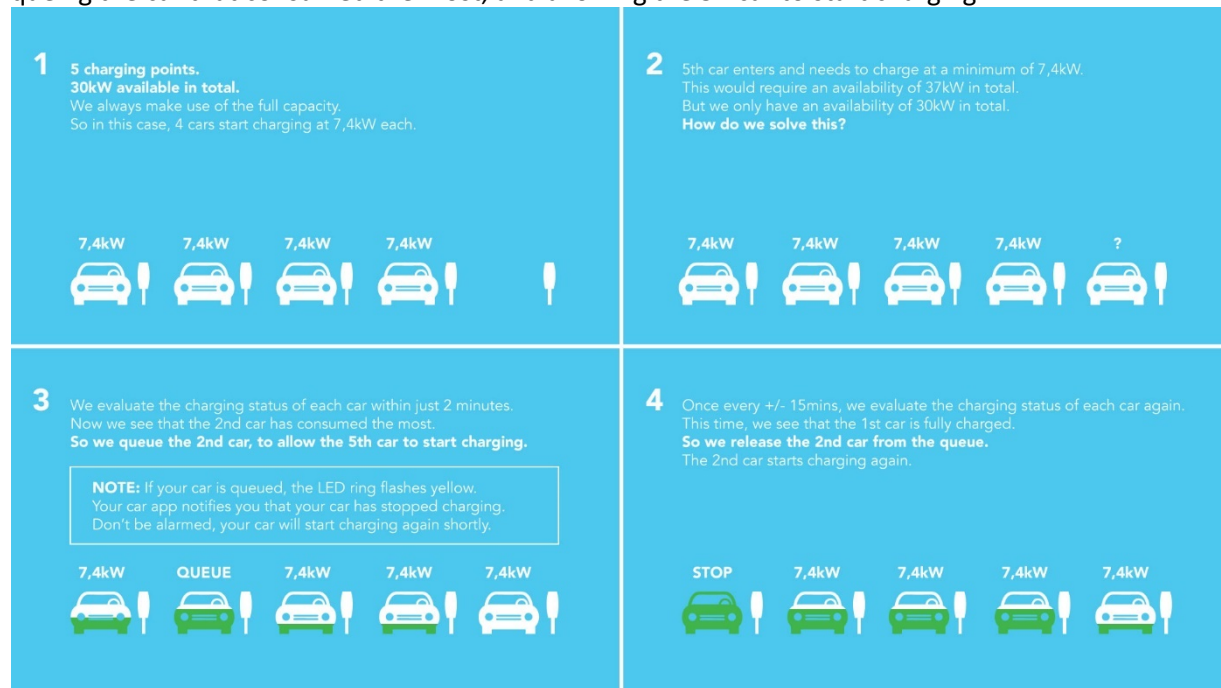 1
5 charging points.
30kW available in total.
We always make use of the full capacity.
So in this case, 4 cars start charging at 7,4kW each.
7,4kW 7,4kW 7,4kW 7,4kW
2
5th car enters and needs to charge at a minimum of 7,4kW.
This would require an availability of 37kW in total.
But we only have an availability of 30kW in total.
How do we solve this?
7,4kW 7,4kW 7,4kW 7,4kW ?
3
We evaluate the charging status of each car within just 2 minutes.
Now we see that the 2nd car has consumed the most.
So we queue the 2nd car, to allow the 5th car to start charging.
NOTE: If your car is queued, the LED ring flashes yellow.
Your car app notifies you that your car has stopped charging.
Don't be alarmed, your car will start charging again shortly.
7,4kW QUEUE 7,4kW 7,4kW 7,4kW
4
Once every +/- 15mins, we evaluate the charging status of each car again.
This time, we see that the 1st car is fully charged.
So we release the 2nd car from the queue.
The 2nd car starts charging again.
STOP 7,4kW 7,4kW 7,4kW 7,4kW